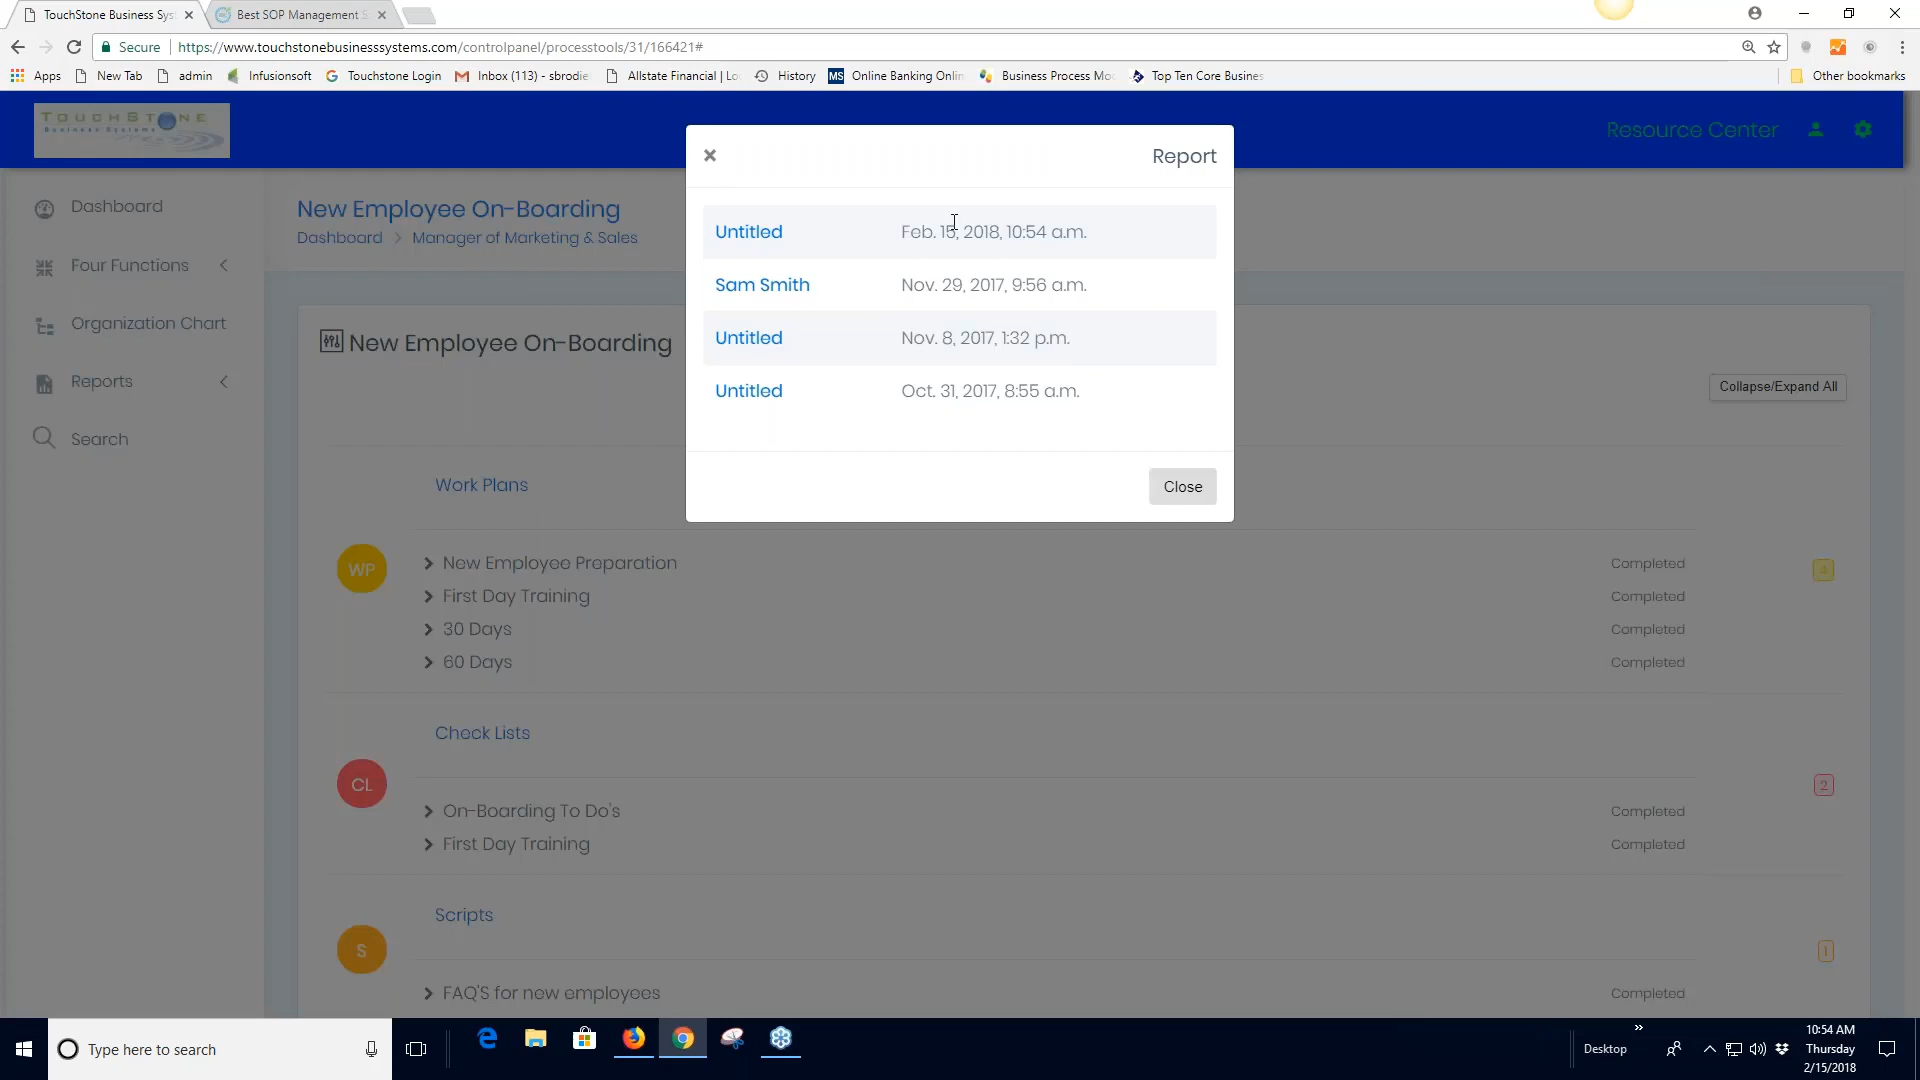 TouchStone Business Sys
Best SOP Management S
Secure
https://www.touchstonebusinesssystems.com/controlpanel/processtools/31/166421#
Apps
New Tab
admin
Infusionsoft
Touchstone Login
Inbox (113) - sbrodie
Allstate Financial | Lo
History
MS
Online Banking Onlin
Business Process Mo
Top Ten Core Busines
Other bookmarks
TOUCHSTONE
Business Systems
Resource Center
Dashboard
Four Functions
Organization Chart
Reports
Search
New Employee On-Boarding
Dashboard > Manager of Marketing & Sales
New Employee On-Boarding
Collapse/Expand All
Report
Untitled Feb. 15, 2018, 10:54 a.m.
Sam Smith Nov. 29, 2017, 9:56 a.m.
Untitled Nov. 8, 2017, 1:32 p.m.
Untitled Oct. 31, 2017, 8:55 a.m.
Close
Work Plans
WP
New Employee Preparation Completed
First Day Training Completed
30 Days Completed
60 Days Completed
4
Check Lists
CL
On-Boarding To Do's Completed
First Day Training Completed
2
Scripts
S
FAQ'S for new employees Completed
1
Type here to search
Desktop
10:54 AM
Thursday
2/15/2018